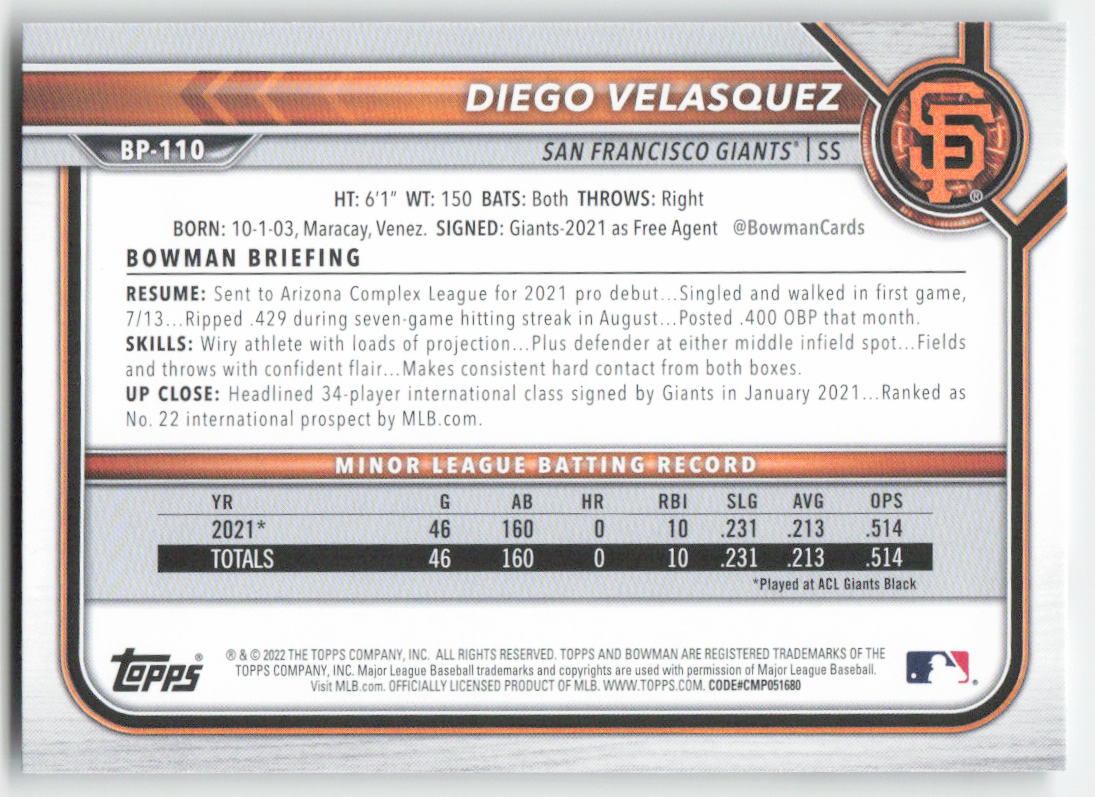 DIEGO VELASQUEZ
BP-110
SAN FRANCISCO GIANTS® | SS
SF®
HT: 6'1" WT: 150 BATS: Both THROWS: Right
BORN: 10-1-03, Maracay, Venez. SIGNED: Giants-2021 as Free Agent @BowmanCards
BOWMAN BRIEFING
RESUME: Sent to Arizona Complex League for 2021 pro debut...Singled and walked in first game,
7/13...Ripped .429 during seven-game hitting streak in August...Posted .400 OBP that month.
SKILLS: Wiry athlete with loads of projection...Plus defender at either middle infield spot...Fields
and throws with confident flair...Makes consistent hard contact from both boxes.
UP CLOSE: Headlined 34-player international class signed by Giants in January 2021...Ranked as
No. 22 international prospect by MLB.com.
MINOR LEAGUE BATTING RECORD
YR G AB HR RBI SLG AVG OPS
2021* 46 160 0 10 .231 .213 .514
TOTALS 46 160 0 10 .231 .213 .514
*Played at ACL Giants Black
Topps®
® & © 2022 THE TOPPS COMPANY, INC. ALL RIGHTS RESERVED. TOPPS AND BOWMAN ARE REGISTERED TRADEMARKS OF THE
TOPPS COMPANY, INC. Major League Baseball trademarks and copyrights are used with permission of Major League Baseball.
Visit MLB.com. OFFICIALLY LICENSED PRODUCT OF MLB. WWW.TOPPS.COM. CODE#CMP051680